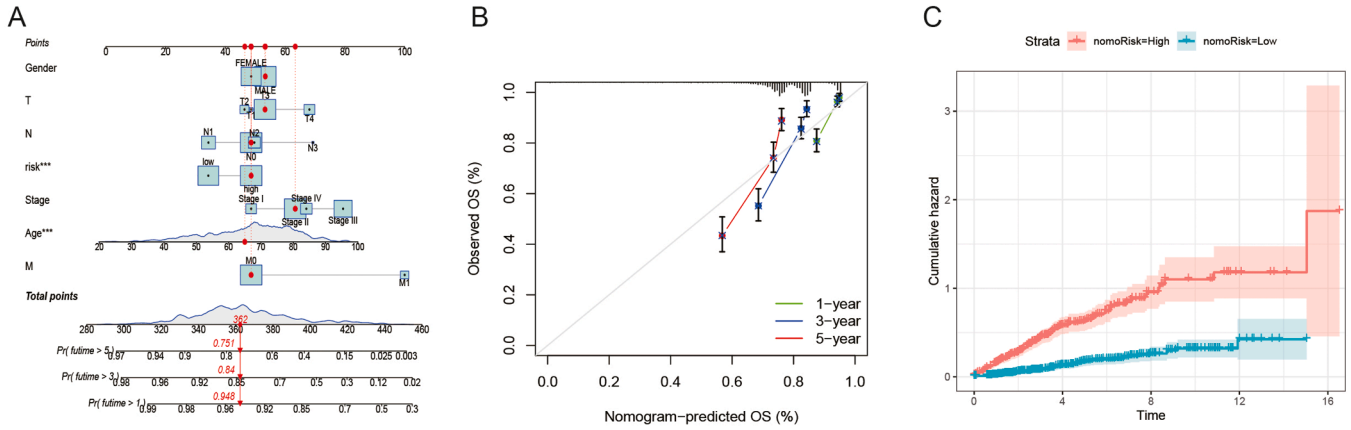 A
Points
0 20 40 60 80 100
Gender
FEMALE
MALE
T
T2 T1 T3 T4
N
N1 N2 N0 N3
risk***
low high
Stage
Stage I Stage II Stage IV Stage III
Age***
20 30 40 50 60 70 80 90 100
M
M0 M1
Total points
362
260 280 300 320 340 360 380 400 420 440 460
0.751
Pr( futime > 5)
0.97 0.94 0.9 0.8 0.6 0.4 0.15 0.025 0.003
0.84
Pr( futime > 3)
0.98 0.96 0.92 0.85 0.7 0.5 0.3 0.12 0.02
0.948
Pr( futime > 1)
0.99 0.98 0.96 0.92 0.85 0.7 0.5 0.3
B
Observed OS (%)
1.0
0.8
0.6
0.4
0.2
0.0
1-year
3-year
5-year
0.0 0.2 0.4 0.6 0.8 1.0
Nomogram-predicted OS (%)
C
Strata nomoRisk=High nomoRisk=Low
Cumulative hazard
3
2
1
0
0 4 8 12 16
Time